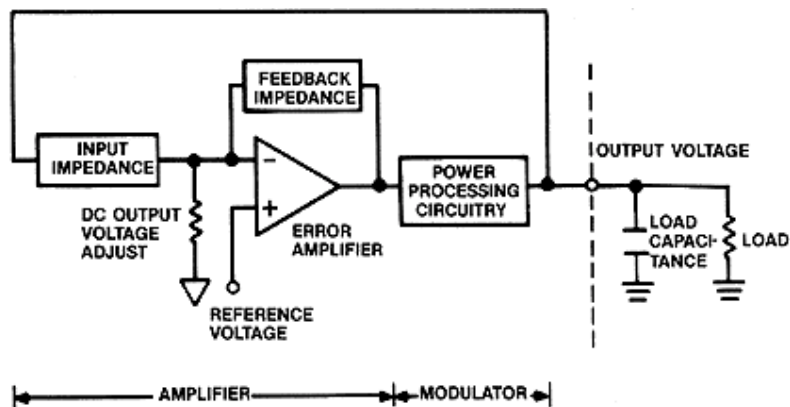 FEEDBACK
IMPEDANCE
INPUT
IMPEDANCE
−
+
ERROR
AMPLIFIER
DC OUTPUT
VOLTAGE
ADJUST
REFERENCE
VOLTAGE
POWER
PROCESSING
CIRCUITRY
OUTPUT VOLTAGE
LOAD
CAPACI-
TANCE
LOAD
AMPLIFIER
MODULATOR